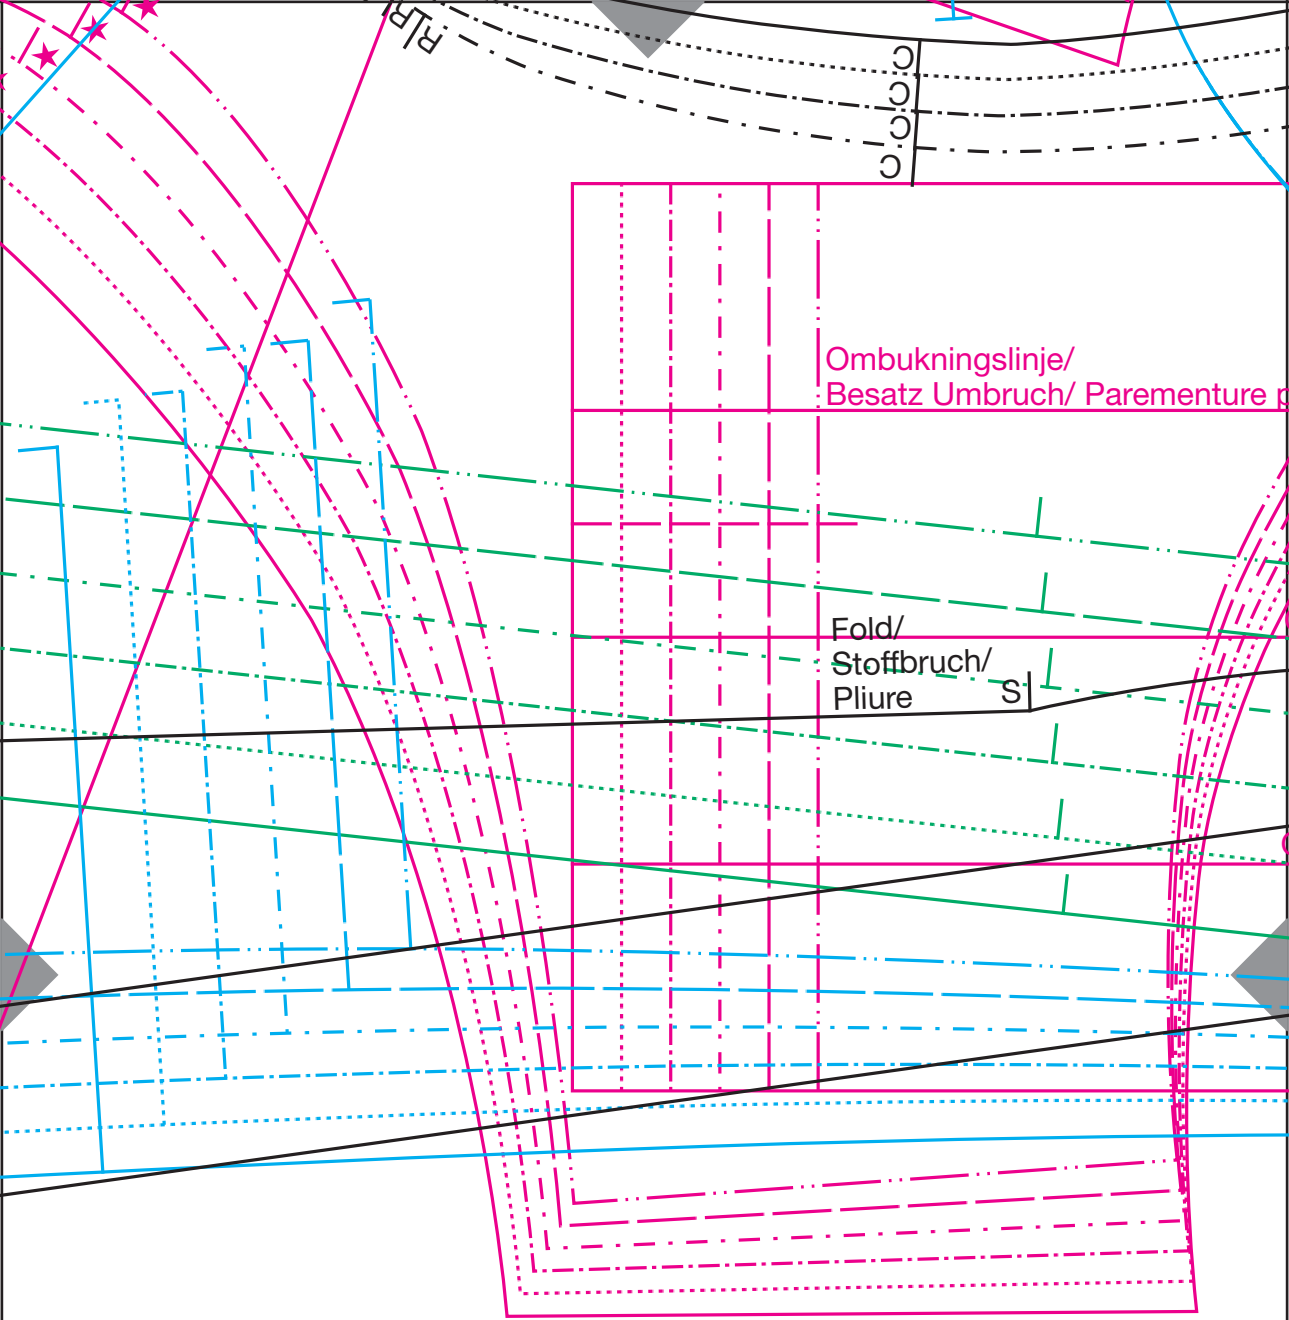 R/R/
R/
C
C
C
C
Ombukningslinje/
Besatz Umbruch/ Parementure p
Fold/
Stoffbruch/
Pliure
S